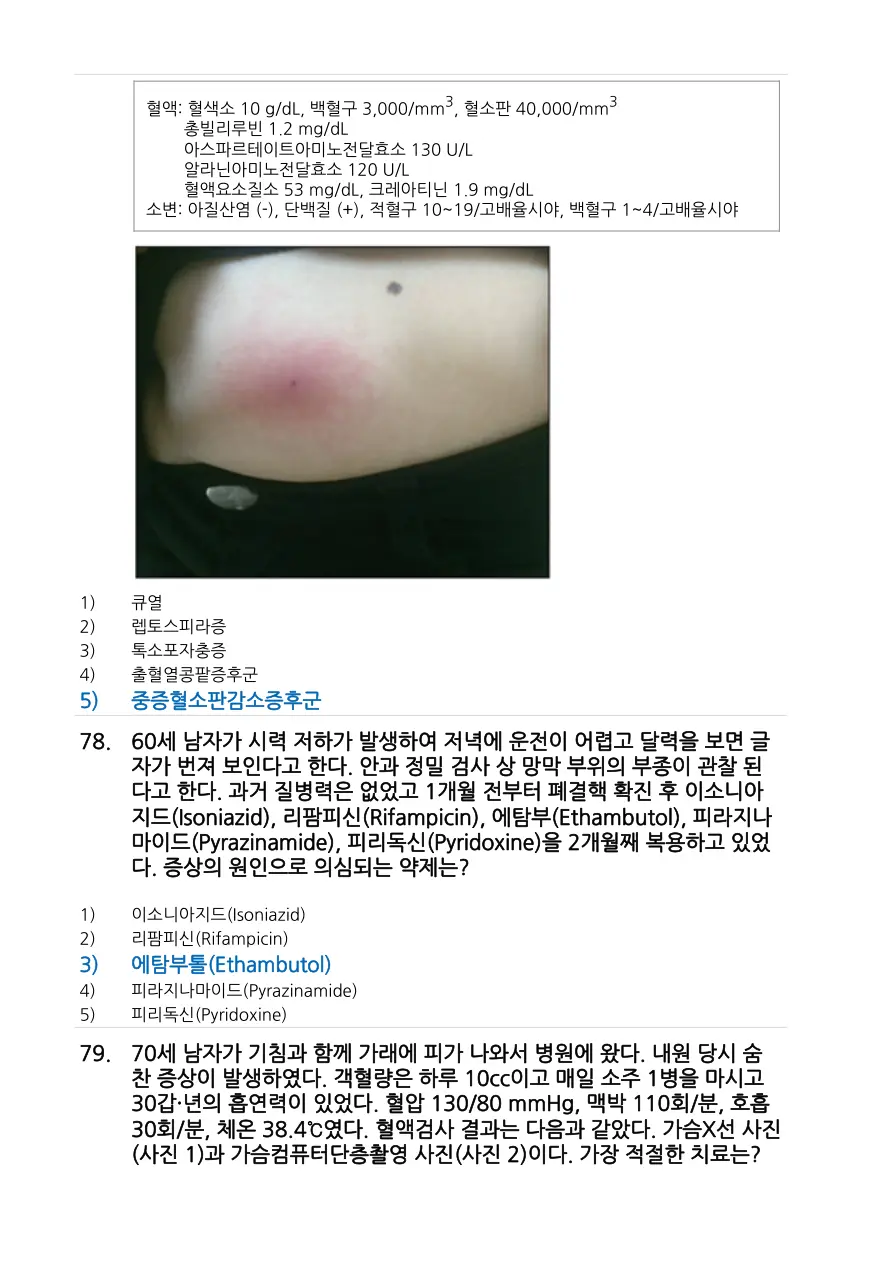 혈액: 혈색소 10 g/dL, 백혈구 3,000/mm3, 혈소판 40,000/mm3
총빌리루빈 1.2 mg/dL
아스파르테이트아미노전달효소 130 U/L
알라닌아미노전달효소 120 U/L
혈액요소질소 53 mg/dL, 크레아티닌 1.9 mg/dL
소변: 아질산염 (-), 단백질 (+), 적혈구 10~19/고배율시야, 백혈구 1~4/고배율시야
1) 큐열
2) 렙토스피라증
3) 톡소포자충증
4) 출혈열콩팥증후군
5) 중증혈소판감소증후군
78. 60세 남자가 시력 저하가 발생하여 저녁에 운전이 어렵고 달력을 보면 글
자가 번져 보인다고 한다. 안과 정밀 검사 상 망막 부위의 부종이 관찰 된
다고 한다. 과거 질병력은 없었고 1개월 전부터 폐결핵 확진 후 이소니아
지드(Isoniazid), 리팜피신(Rifampicin), 에탐부(Ethambutol), 피라지나
마이드(Pyrazinamide), 피리독신(Pyridoxine)을 2개월째 복용하고 있었
다. 증상의 원인으로 의심되는 약제는?
1) 이소니아지드(Isoniazid)
2) 리팜피신(Rifampicin)
3) 에탐부톨(Ethambutol)
4) 피라지나마이드(Pyrazinamide)
5) 피리독신(Pyridoxine)
79. 70세 남자가 기침과 함께 가래에 피가 나와서 병원에 왔다. 내원 당시 숨
찬 증상이 발생하였다. 객혈량은 하루 10cc이고 매일 소주 1병을 마시고
30갑·년의 흡연력이 있었다. 혈압 130/80 mmHg, 맥박 110회/분, 호흡
30회/분, 체온 38.4℃였다. 혈액검사 결과는 다음과 같았다. 가슴X선 사진
(사진 1)과 가슴컴퓨터단층촬영 사진(사진 2)이다. 가장 적절한 치료는?